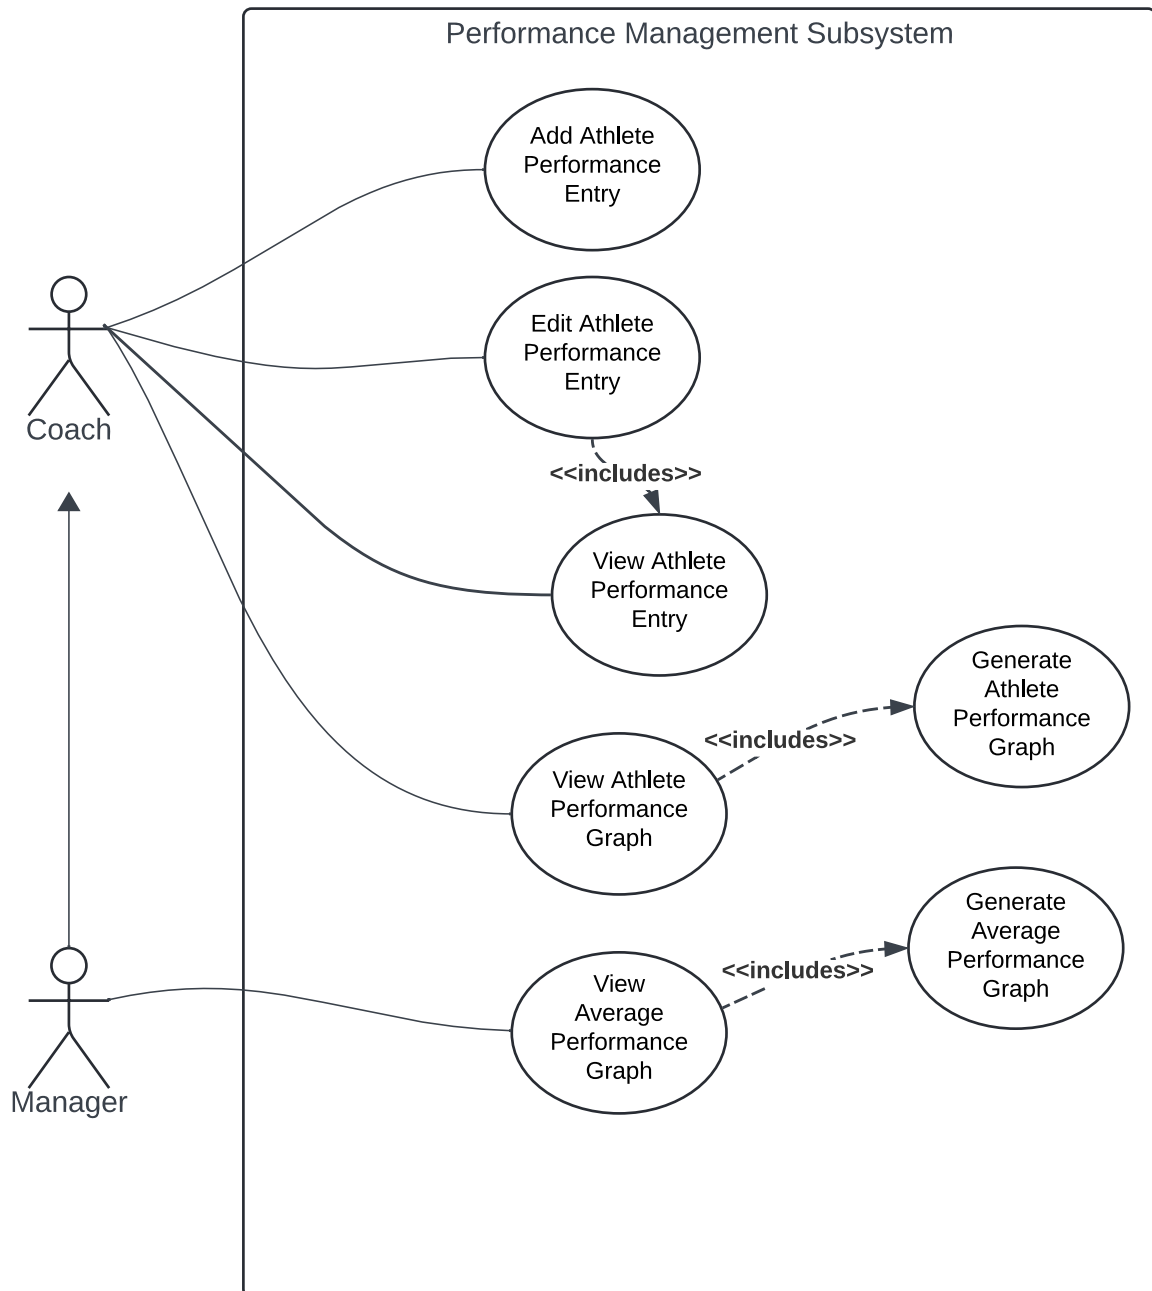 Performance Management Subsystem
Add Athlete
Performance
Entry
Edit Athlete
Performance
Entry
Coach
<<includes>>
View Athlete
Performance
Entry
Generate
Athlete
Performance
Graph
<<includes>>
View Athlete
Performance
Graph
Generate
Average
Performance
Graph
<<includes>>
View
Average
Performance
Graph
Manager